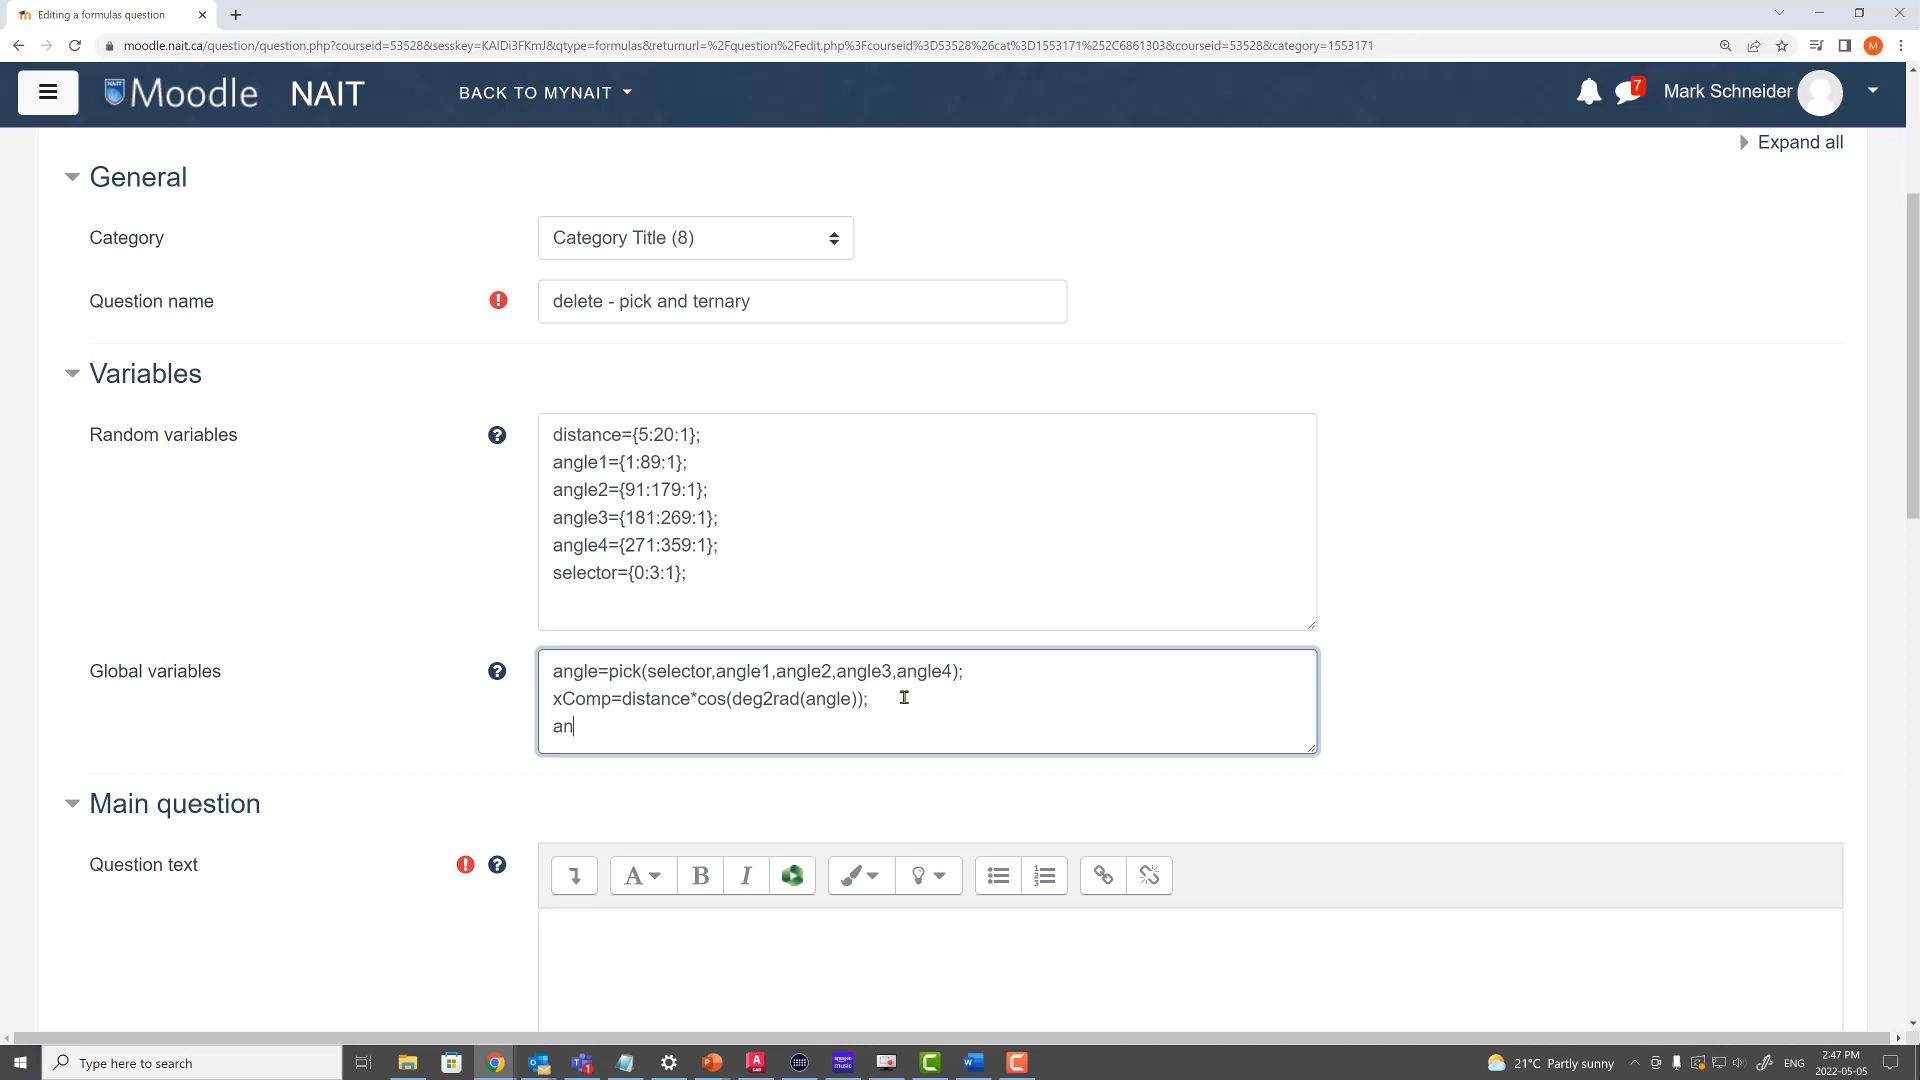 Editing a formulas question
moodle.nait.ca/question/question.php?courseid=53528&sesskey=KAIDi3FKmJ&qtype=formulas&returnurl=%2Fquestion%2Fedit.php%3Fcourseid%3D53528%26cat%3D1553171%252C6861303&courseid=53528&category=1553171
M
NAIT
Moodle
NAIT
BACK TO MYNAIT
7
Mark Schneider
Expand all
General
Category
Category Title (8)
Question name
delete - pick and ternary
Variables
Random variables
distance={5:20:1};
angle1={1:89:1};
angle2={91:179:1};
angle3={181:269:1};
angle4={271:359:1};
selector={0:3:1};
Global variables
angle=pick(selector,angle1,angle2,angle3,angle4);
xComp=distance*cos(deg2rad(angle));
an
Main question
Question text
A
B
I
Type here to search
21°C Partly sunny
ENG
2:47 PM
2022-05-05